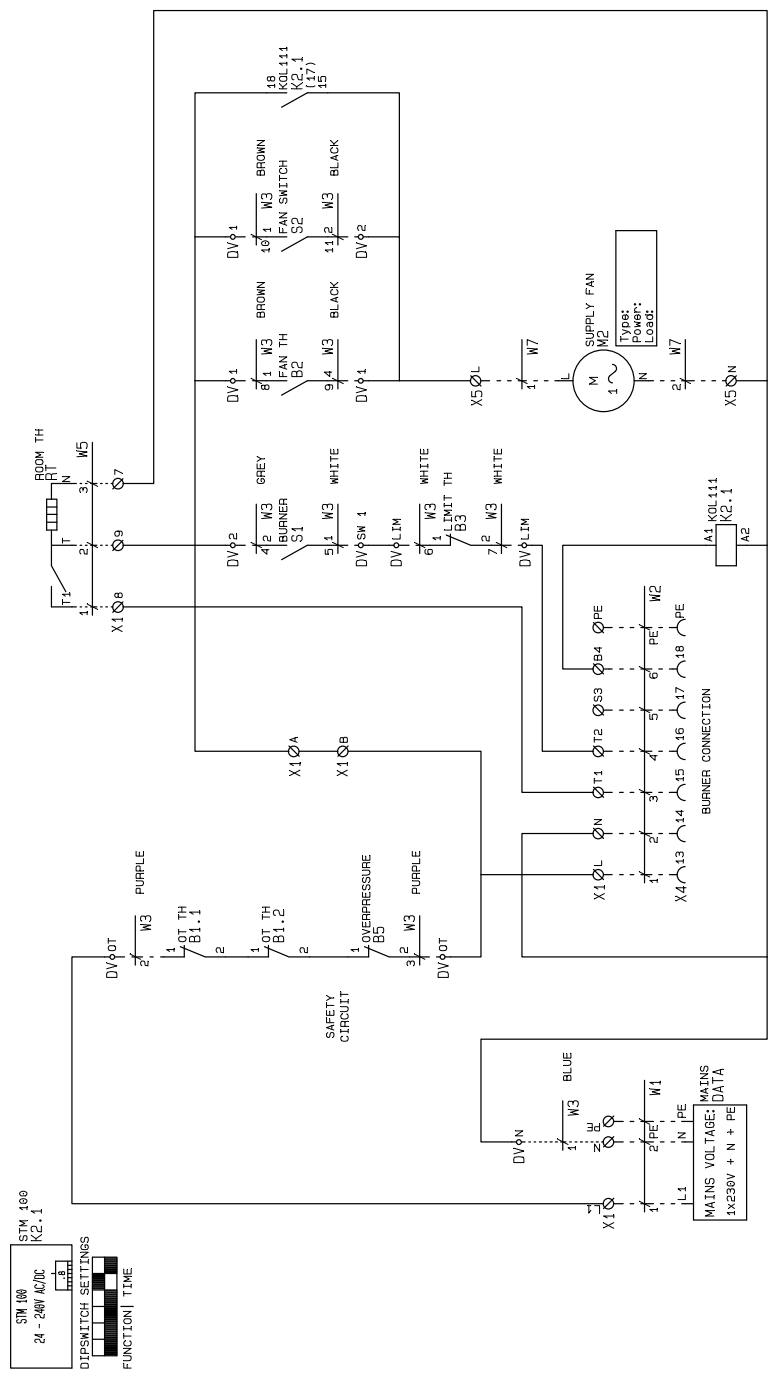 STM 100
K2.1
STM 100
24 - 240V AC/DC
.8
DIPSWITCH SETTINGS
FUNCTION| TIME
L1
X1
N
PE
1
2
PE
W1
L1
N
PE
MAINS
DATA
MAINS VOLTAGE:
1x230V + N + PE
DV N
1
W3
BLUE
SAFETY
CIRCUIT
DV OT
2
W3
PURPLE
1
OT TH
B1.1
2
1
OT TH
B1.2
2
1
OVERPRESSURE
B5
2
3
W3
PURPLE
DV OT
X1 A
X1 B
X1 L
N
T1
T2
S3
B4
PE
1
2
3
4
5
6
PE
W2
X4 13
14
15
16
17
18
PE
BURNER CONNECTION
ROOM TH
RT
T1
T
N
1
2
3
W5
X1 8
9
7
DV 2
4 2
W3
GREY
BURNER
S1
5 1
W3
WHITE
DV SW 1
DV LIM
6
W3
WHITE
1
LIMIT TH
B3
2
7
W3
WHITE
DV LIM
A1
KOL111
K2.1
A2
DV 1
8 1
W3
BROWN
FAN TH
B2
9 4
W3
BLACK
DV 1
DV 1
10 1
W3
BROWN
FAN SWITCH
S2
11 2
W3
BLACK
DV 2
18
KOL111
K2.1
(17)
15
X5 L
1
W7
L
M
1
SUPPLY FAN
M2
N
2
W7
X5 N
Type:
Power:
Load: